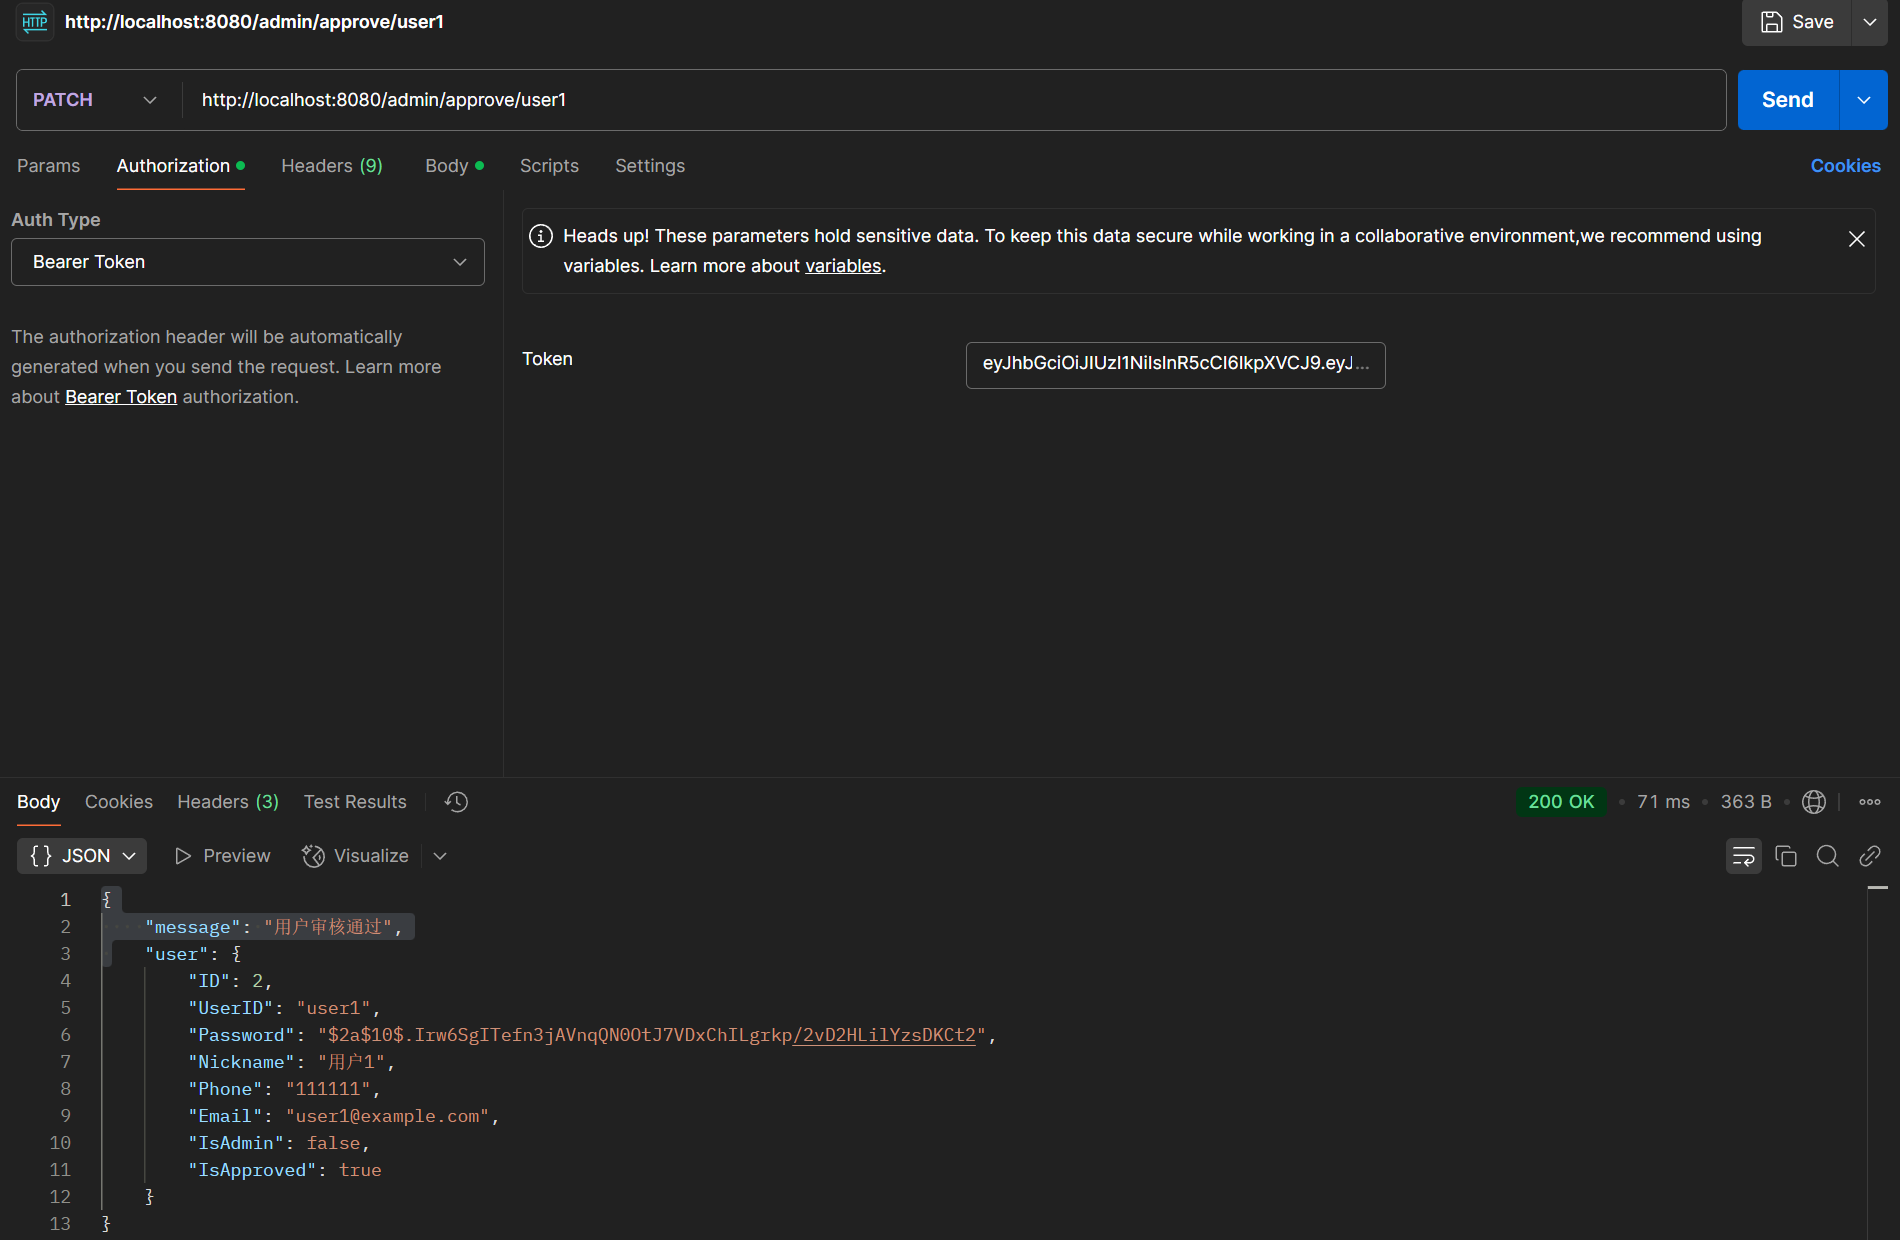 HTTP http://localhost:8080/admin/approve/user1 Save
PATCH http://localhost:8080/admin/approve/user1 Send
Params Authorization Headers (9) Body Scripts Settings Cookies
Auth Type
Bearer Token
The authorization header will be automatically
generated when you send the request. Learn more
about Bearer Token authorization.
Heads up! These parameters hold sensitive data. To keep this data secure while working in a collaborative environment,we recommend using
variables. Learn more about variables.
Token eyJhbGciOiJIUzI1NiIsInR5cCI6IkpXVCJ9.eyJ...
Body Cookies Headers (3) Test Results 200 OK • 71 ms • 363 B
{} JSON Preview Visualize
1 {
2 "message": "用户审核通过",
3 "user": {
4 "ID": 2,
5 "UserID": "user1",
6 "Password": "$2a$10$.Irw6SgITefn3jAVnqQN0OtJ7VDxChILgrkp/2vD2HLilYzsDKCt2",
7 "Nickname": "用户1",
8 "Phone": "111111",
9 "Email": "user1@example.com",
10 "IsAdmin": false,
11 "IsApproved": true
12 }
13 }